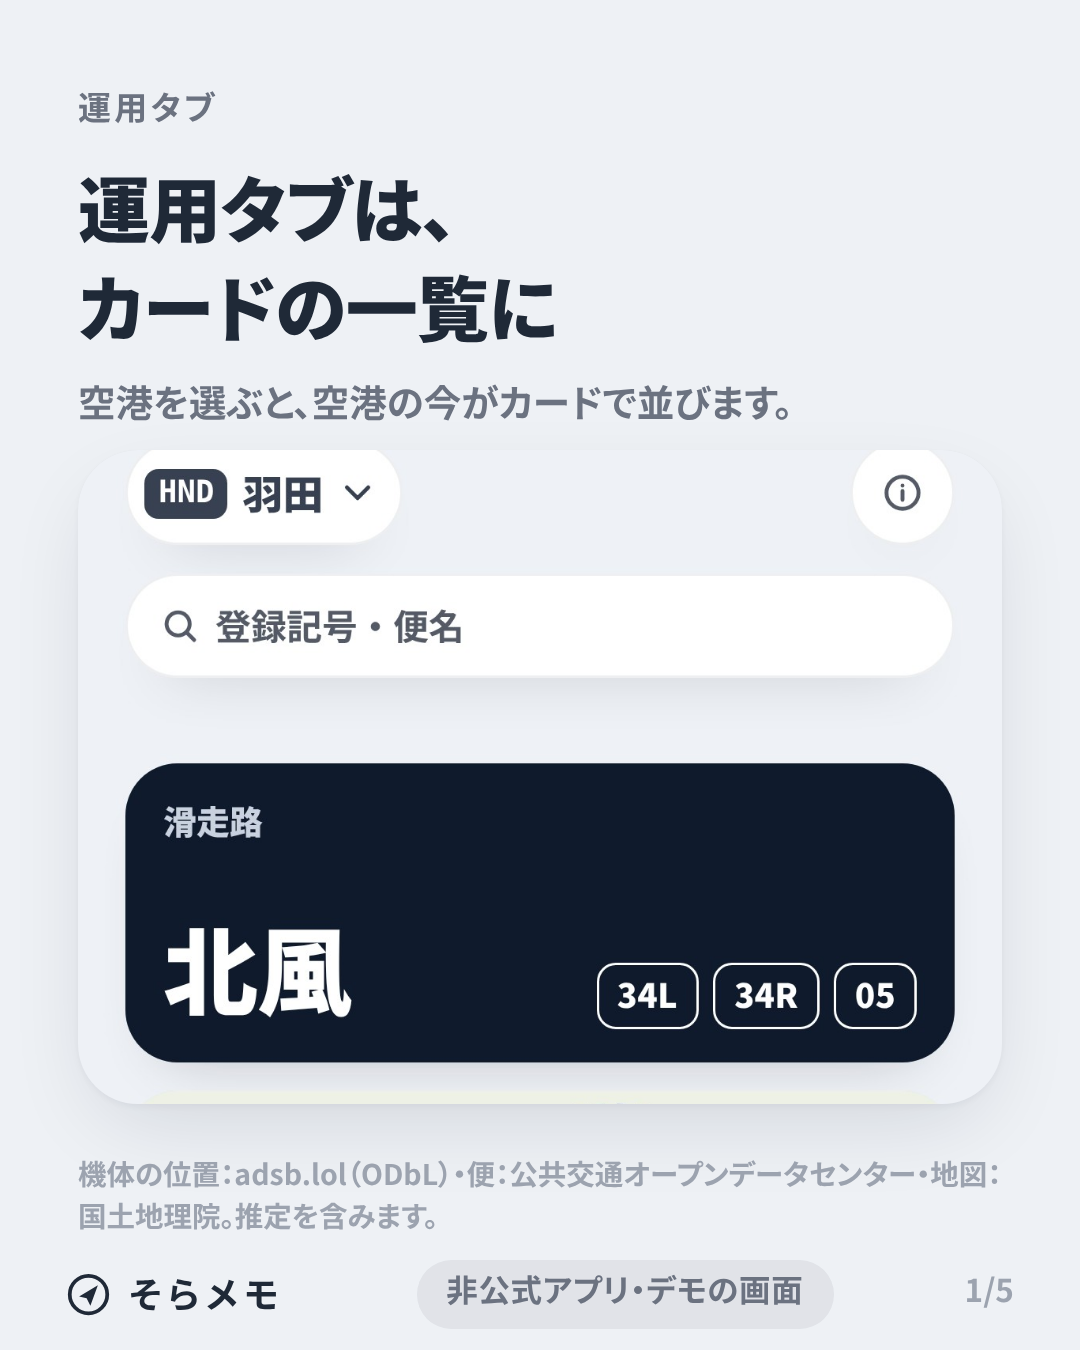 運用タブ
運用タブは、
カードの一覧に
空港を選ぶと、空港の今がカードで並びます。
HND 羽田
登録記号・便名
滑走路
北風
34L 34R 05
機体の位置：adsb.lol（ODbL）・便：公共交通オープンデータセンター・地図：
国土地理院。推定を含みます。
そらメモ
非公式アプリ・デモの画面
1/5